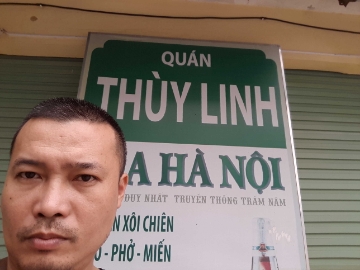 QUÁN
THÙY LINH
A HÀ NỘI
DUY NHẤT TRUYỀN THỐNG TRĂM NĂM
XÔI CHIÊN
- PHỞ - MIẾN